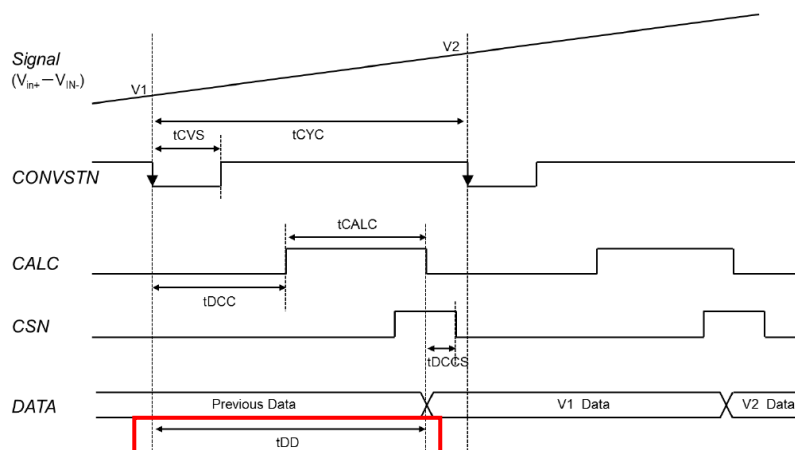 Signal
(Vin+－VIN-)
V1
V2
tCVS
tCYC
CONVSTN
tCALC
CALC
tDCC
CSN
tDCCS
DATA
Previous Data
V1 Data
V2 Data
tDD